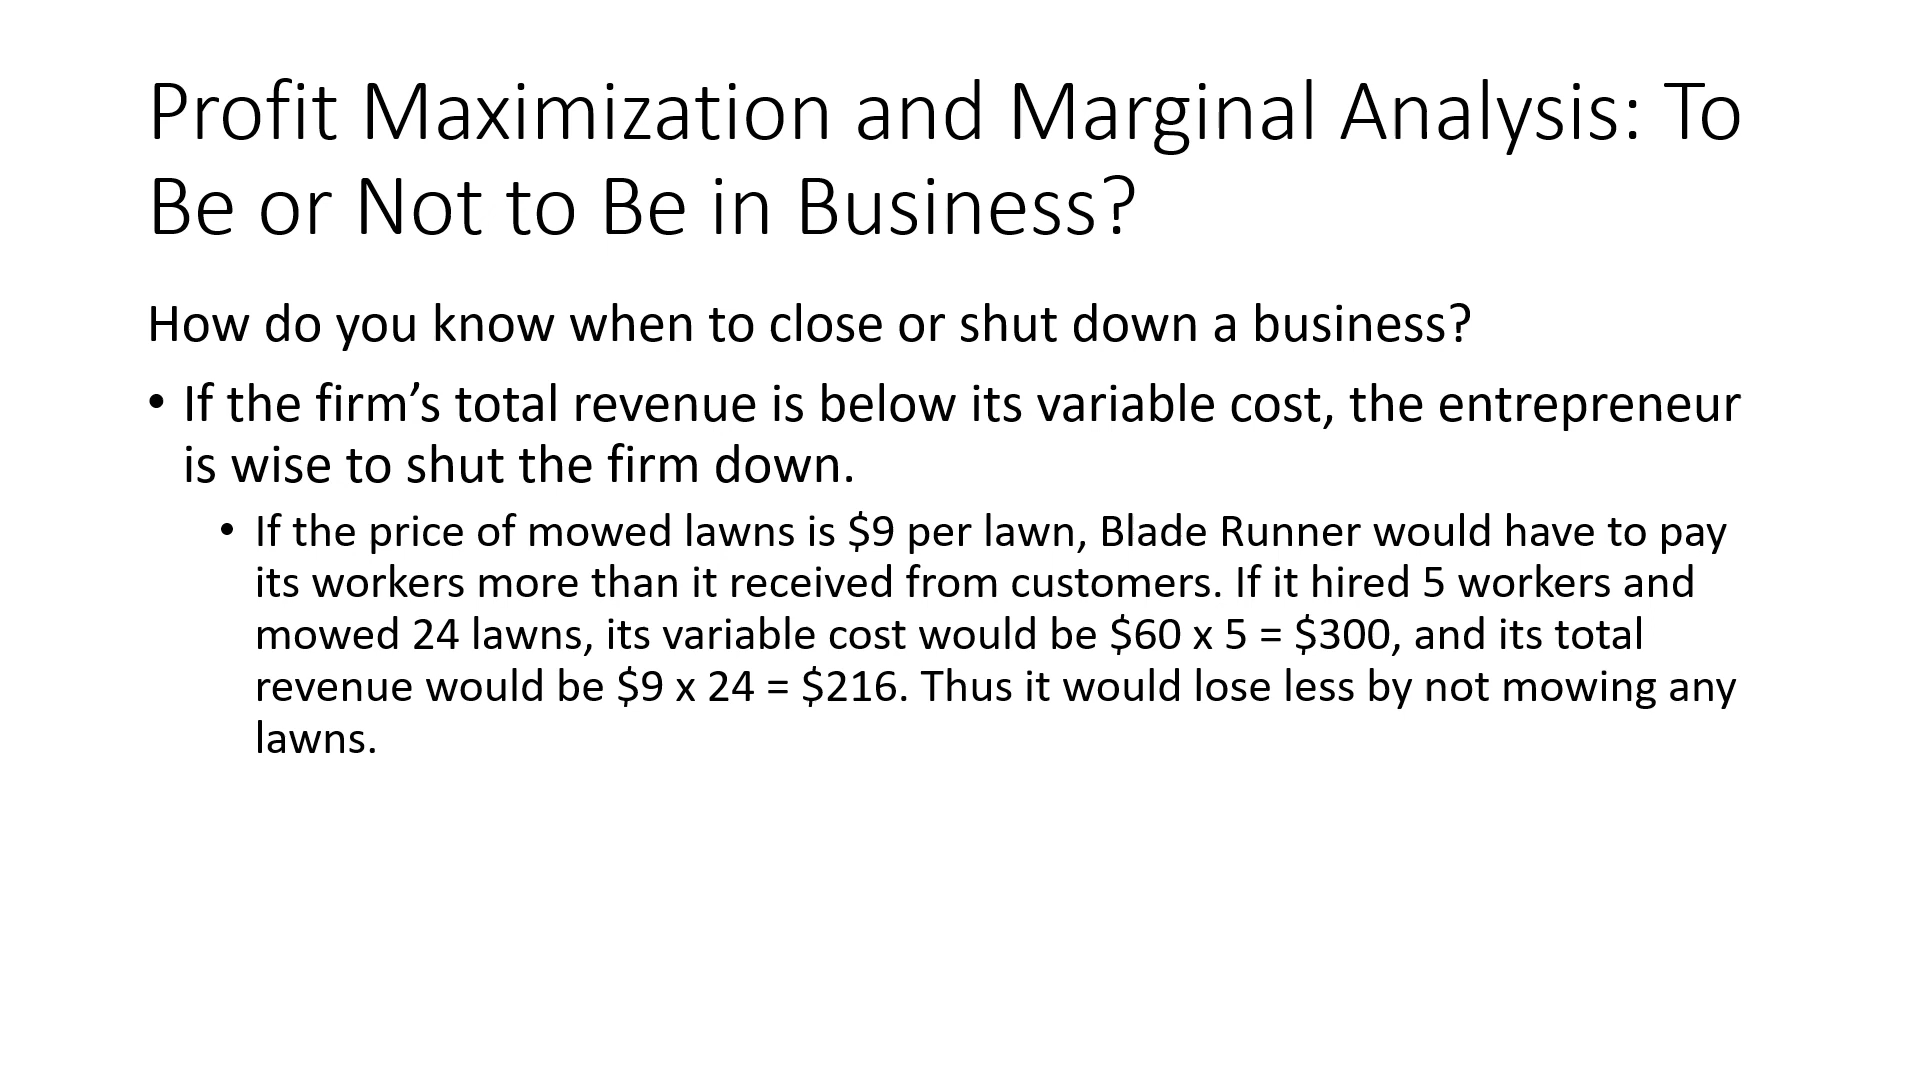 Profit Maximization and Marginal Analysis: To
Be or Not to Be in Business?
How do you know when to close or shut down a business?
• If the firm’s total revenue is below its variable cost, the entrepreneur
is wise to shut the firm down.
• If the price of mowed lawns is $9 per lawn, Blade Runner would have to pay
its workers more than it received from customers. If it hired 5 workers and
mowed 24 lawns, its variable cost would be $60 x 5 = $300, and its total
revenue would be $9 x 24 = $216. Thus it would lose less by not mowing any
lawns.